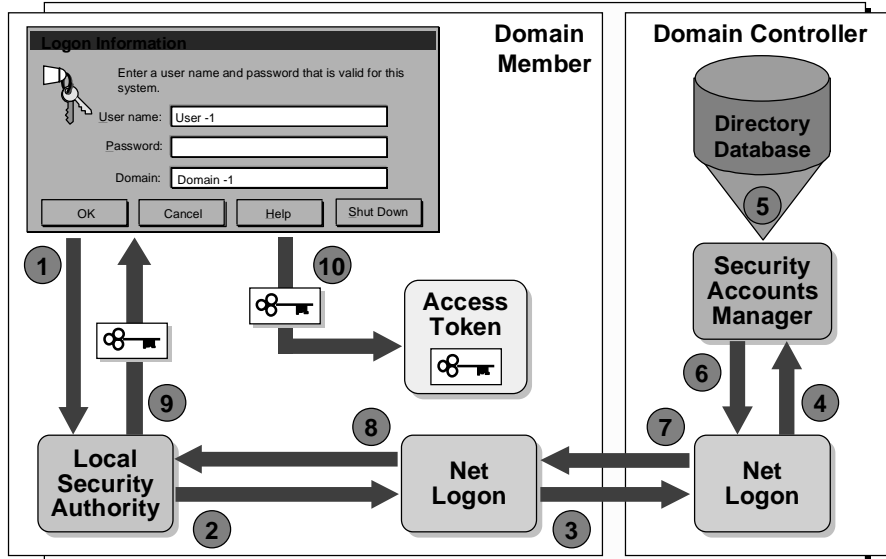 Logon Information
Enter a user name and password that is valid for this
system.
User name: User -1
Password:
Domain: Domain -1
OK
Cancel
Help
Shut Down
Domain
Member
Domain Controller
Directory
Database
5
1
10
Access
Token
Security
Accounts
Manager
6
4
9
8
7
Local
Security
Authority
Net
Logon
Net
Logon
2
3